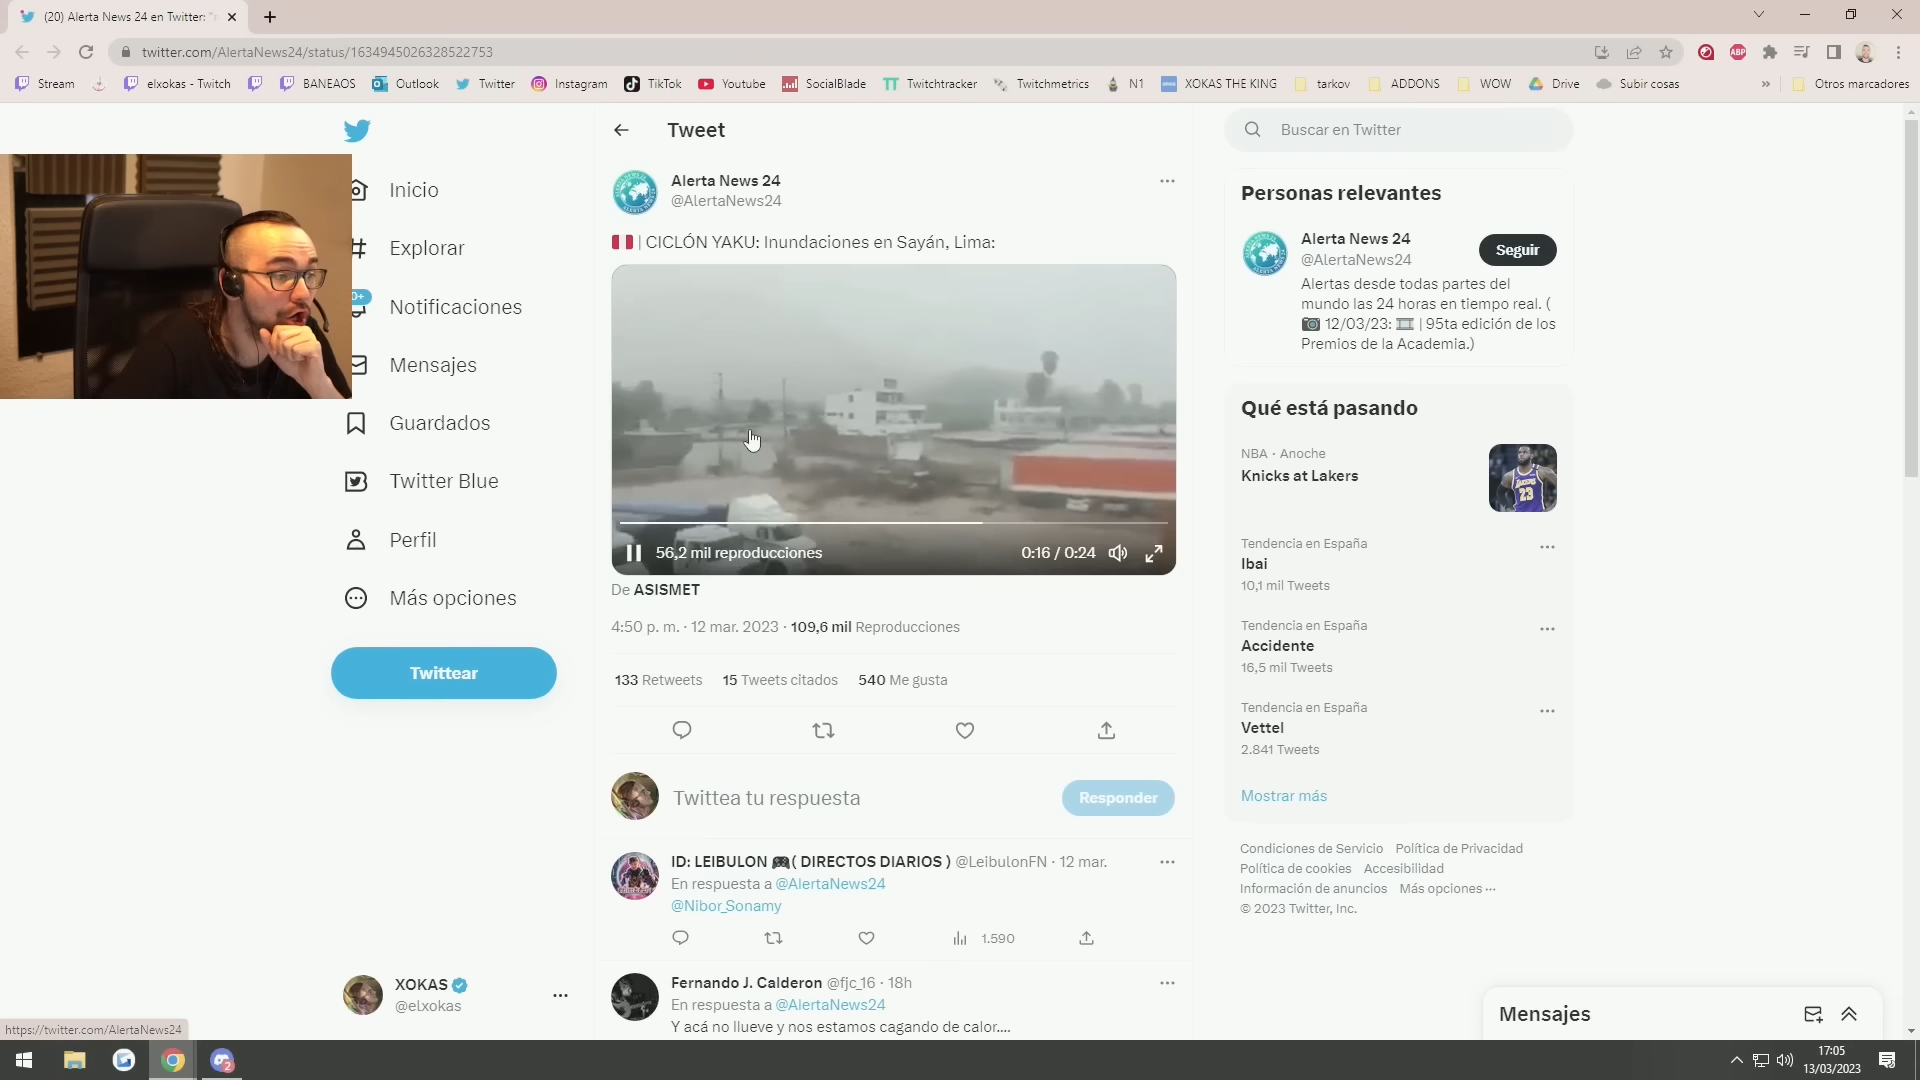 (20) Alerta News 24 en Twitter: "
twitter.com/AlertaNews24/status/1634945026328522753
ABP
Stream
elxokas - Twitch
BANEAOS
Outlook
Twitter
Instagram
TikTok
Youtube
SocialBlade
Twitchtracker
Twitchmetrics
N1
XOKAS THE KING
tarkov
ADDONS
WOW
Drive
Subir cosas
Otros marcadores
Inicio
Explorar
Notificaciones
Mensajes
Guardados
Twitter Blue
Perfil
Más opciones
Twittear
XOKAS
@elxokas
https://twitter.com/AlertaNews24
Tweet
Alerta News 24
@AlertaNews24
🇵🇪 | CICLÓN YAKU: Inundaciones en Sayán, Lima:
56,2 mil reproducciones
0:16 / 0:24
De ASISMET
4:50 p. m. · 12 mar. 2023 · 109,6 mil Reproducciones
133 Retweets 15 Tweets citados 540 Me gusta
Twittea tu respuesta
Responder
ID: LEIBULON 🎮( DIRECTOS DIARIOS ) @LeibulonFN · 12 mar.
En respuesta a @AlertaNews24
@Nibor_Sonamy
1.590
Fernando J. Calderon @fjc_16 · 18h
En respuesta a @AlertaNews24
Y acá no llueve y nos estamos cagando de calor....
Buscar en Twitter
Personas relevantes
Alerta News 24
@AlertaNews24
Seguir
Alertas desde todas partes del
mundo las 24 horas en tiempo real. (
📷 12/03/23: 🎞 | 95ta edición de los
Premios de la Academia.)
Qué está pasando
NBA · Anoche
Knicks at Lakers
23
Tendencia en España
Ibai
10,1 mil Tweets
Tendencia en España
Accidente
16,5 mil Tweets
Tendencia en España
Vettel
2.841 Tweets
Mostrar más
Condiciones de Servicio Política de Privacidad
Política de cookies Accesibilidad
Información de anuncios Más opciones ···
© 2023 Twitter, Inc.
Mensajes
2
17:05
13/03/2023